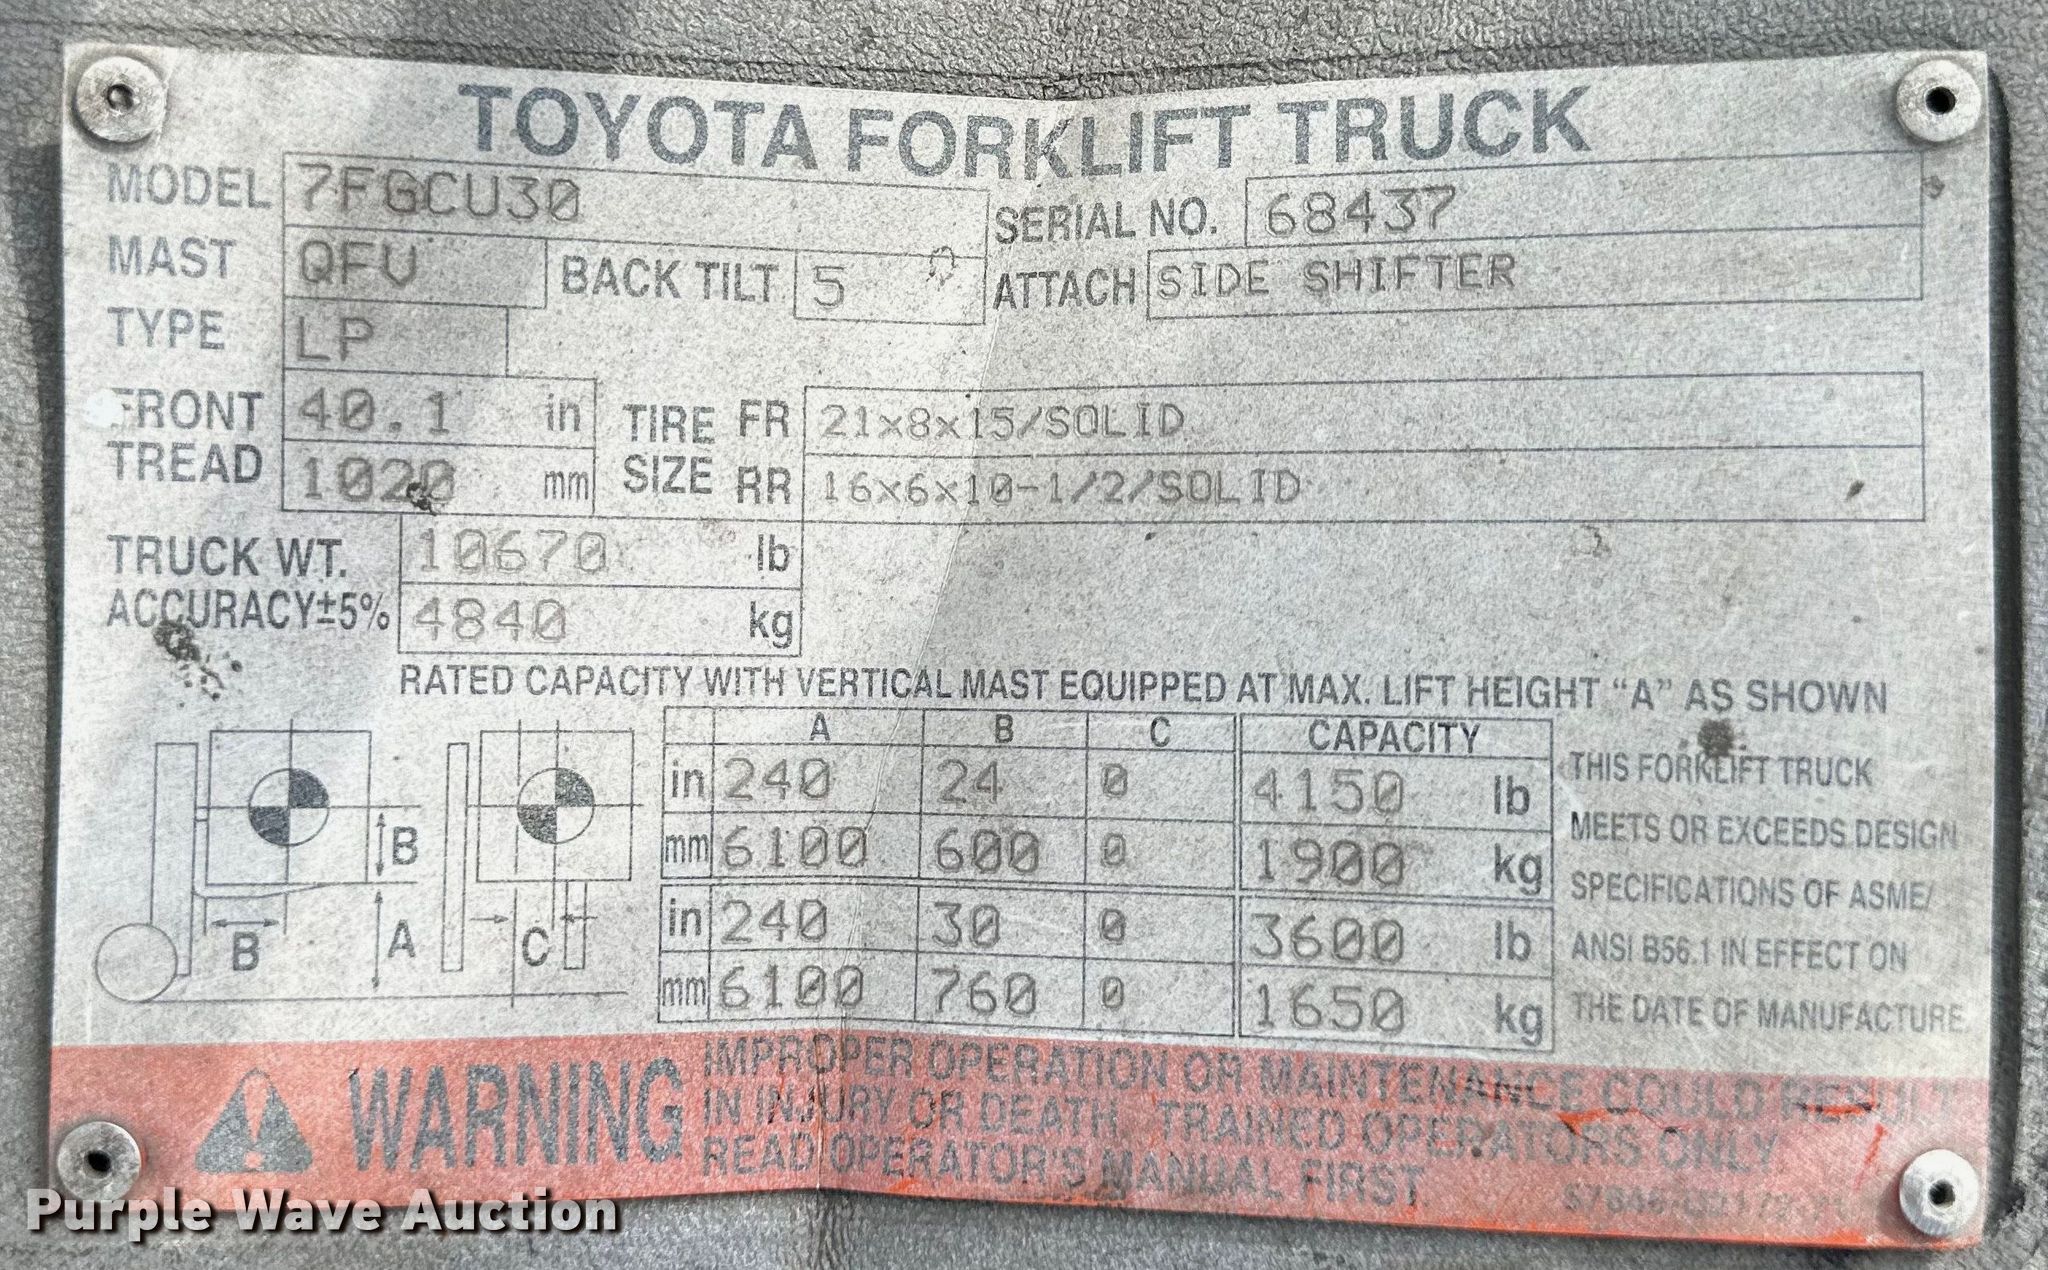 TOYOTA FORKLIFT TRUCK
MODEL 7FGCU30 SERIAL NO. 68437
MAST QFV BACK TILT 5 ATTACH SIDE SHIFTER
TYPE LP
FRONT TREAD 40.1 in TIRE SIZE FR 21x8x15/SOLID
1020 mm RR 16x6x10-1/2/SOLID
TRUCK WT. 10670 lb
ACCURACY±5% 4840 kg
RATED CAPACITY WITH VERTICAL MAST EQUIPPED AT MAX. LIFT HEIGHT "A" AS SHOWN
A B C CAPACITY
in 240 24 0 4150 lb
mm 6100 600 0 1900 kg
in 240 30 0 3600 lb
mm 6100 760 0 1650 kg
B
B
A
C
THIS FORKLIFT TRUCK
MEETS OR EXCEEDS DESIGN
SPECIFICATIONS OF ASME/
ANSI B56.1 IN EFFECT ON
THE DATE OF MANUFACTURE
WARNING
IMPROPER OPERATION OR MAINTENANCE COULD RESULT
IN INJURY OR DEATH. TRAINED OPERATORS ONLY
READ OPERATOR'S MANUAL FIRST
Purple Wave Auction